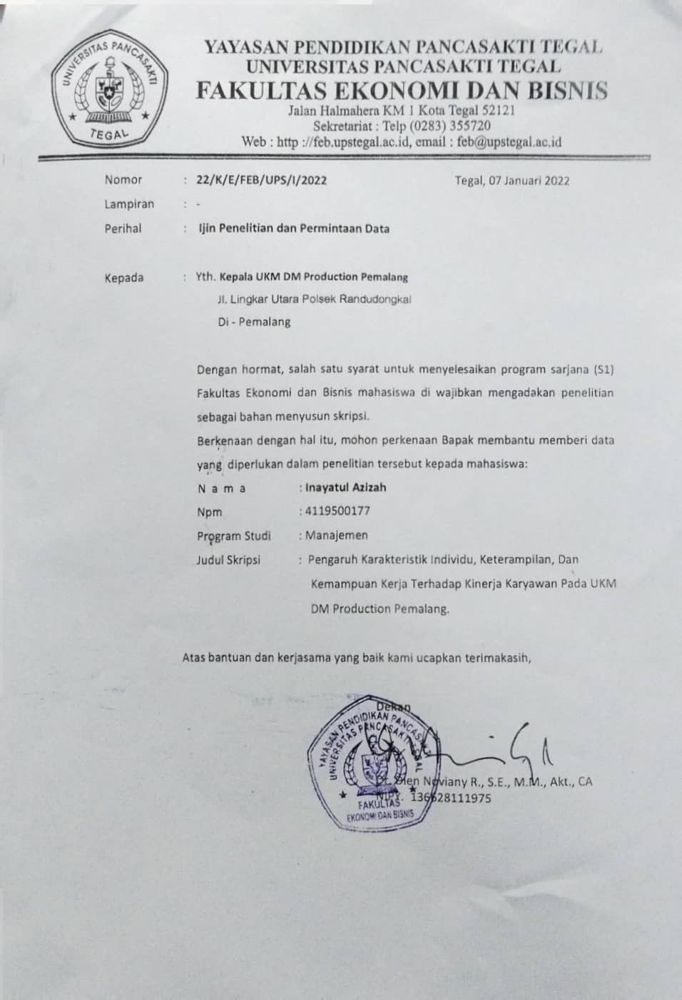 UNIVERSITAS PANCASAKTI
TEGAL
YAYASAN PENDIDIKAN PANCASAKTI TEGAL
UNIVERSITAS PANCASAKTI TEGAL
FAKULTAS EKONOMI DAN BISNIS
Jalan Halmahera KM 1 Kota Tegal 52121
Sekretariat : Telp (0283) 355720
Web : http ://feb.upstegal.ac.id, email : feb@upstegal.ac.id
Nomor : 22/K/E/FEB/UPS/I/2022 Tegal, 07 Januari 2022
Lampiran : -
Perihal : Ijin Penelitian dan Permintaan Data
Kepada : Yth. Kepala UKM DM Production Pemalang
Jl. Lingkar Utara Polsek Randudongkal
Di - Pemalang
Dengan hormat, salah satu syarat untuk menyelesaikan program sarjana (S1)
Fakultas Ekonomi dan Bisnis mahasiswa di wajibkan mengadakan penelitian
sebagai bahan menyusun skripsi.
Berkenaan dengan hal itu, mohon perkenaan Bapak membantu memberi data
yang diperlukan dalam penelitian tersebut kepada mahasiswa:
N a m a : Inayatul Azizah
Npm : 4119500177
Program Studi : Manajemen
Judul Skripsi : Pengaruh Karakteristik Individu, Keterampilan, Dan
Kemampuan Kerja Terhadap Kinerja Karyawan Pada UKM
DM Production Pemalang.
Atas bantuan dan kerjasama yang baik kami ucapkan terimakasih,
Dekan
YAYASAN PENDIDIKAN PANCASAKTI
UNIVERSITAS PANCASAKTI TEGAL
FAKULTAS
EKONOMI DAN BISNIS
Dr. Dien Noviany R., S.E., M.M., Akt., CA
NIPY. 136628111975